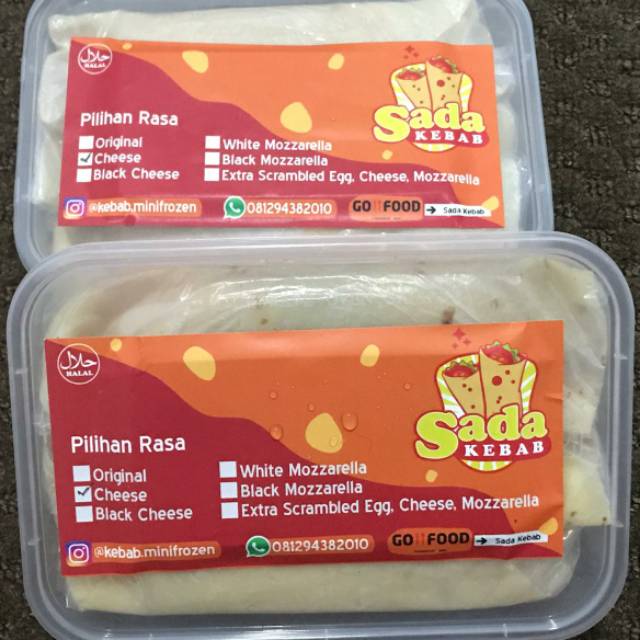 حلال
HALAL
Sada
KEBAB
Pilihan Rasa
Original
Cheese
Black Cheese
White Mozzarella
Black Mozzarella
Extra Scrambled Egg, Cheese, Mozzarella
@kebab.minifrozen
081294382010
GO!!FOOD
Sada Kebab
حلال
HALAL
Sada
KEBAB
Pilihan Rasa
Original
Cheese
Black Cheese
White Mozzarella
Black Mozzarella
Extra Scrambled Egg, Cheese, Mozzarella
@kebab.minifrozen
081294382010
GO!!FOOD
Sada Kebab